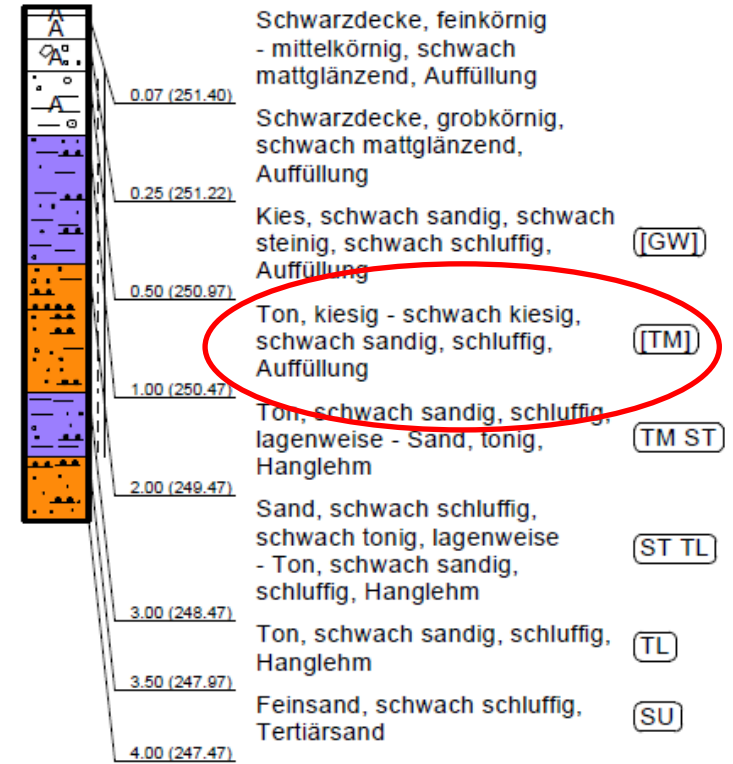 A
A
A
A
Schwarzdecke, feinkörnig
- mittelkörnig, schwach
mattglänzend, Auffüllung
0.07 (251.40)
Schwarzdecke, grobkörnig,
schwach mattglänzend,
Auffüllung
0.25 (251.22)
Kies, schwach sandig, schwach
steinig, schwach schluffig,
Auffüllung
[GW]
0.50 (250.97)
Ton, kiesig - schwach kiesig,
schwach sandig, schluffig,
Auffüllung
[TM]
1.00 (250.47)
Ton, schwach sandig, schluffig,
lagenweise - Sand, tonig,
Hanglehm
TM ST
2.00 (249.47)
Sand, schwach schluffig,
schwach tonig, lagenweise
- Ton, schwach sandig,
schluffig, Hanglehm
ST TL
3.00 (248.47)
Ton, schwach sandig, schluffig,
Hanglehm
TL
3.50 (247.97)
Feinsand, schwach schluffig,
Tertiärsand
SU
4.00 (247.47)